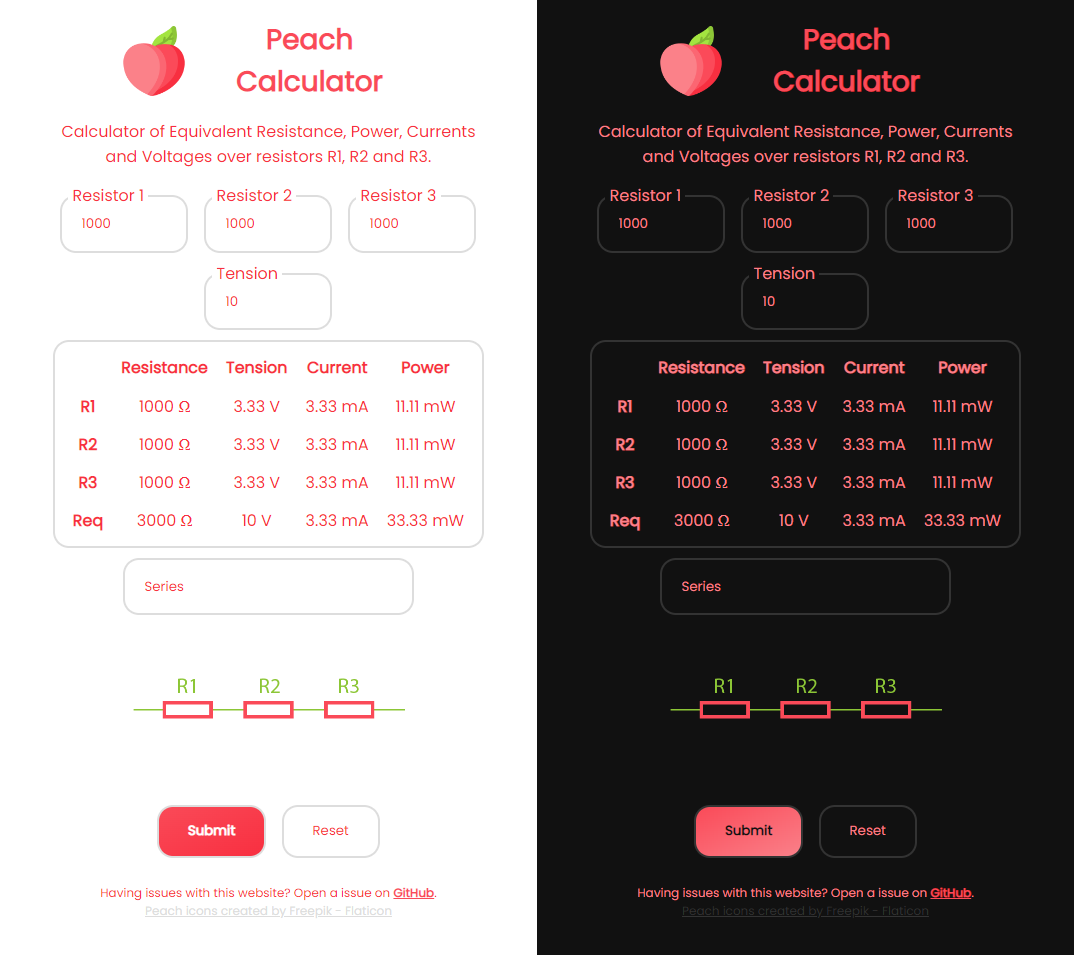 Peach
Calculator
Calculator of Equivalent Resistance, Power, Currents
and Voltages over resistors R1, R2 and R3.
Resistor 1 Resistor 2 Resistor 3
1000 1000 1000
Tension
10
Resistance Tension Current Power
R1 1000 Ω 3.33 V 3.33 mA 11.11 mW
R2 1000 Ω 3.33 V 3.33 mA 11.11 mW
R3 1000 Ω 3.33 V 3.33 mA 11.11 mW
Req 3000 Ω 10 V 3.33 mA 33.33 mW
Series
R1 R2 R3
Submit Reset
Having issues with this website? Open a issue on GitHub.
Peach icons created by Freepik - Flaticon
Peach
Calculator
Calculator of Equivalent Resistance, Power, Currents
and Voltages over resistors R1, R2 and R3.
Resistor 1 Resistor 2 Resistor 3
1000 1000 1000
Tension
10
Resistance Tension Current Power
R1 1000 Ω 3.33 V 3.33 mA 11.11 mW
R2 1000 Ω 3.33 V 3.33 mA 11.11 mW
R3 1000 Ω 3.33 V 3.33 mA 11.11 mW
Req 3000 Ω 10 V 3.33 mA 33.33 mW
Series
R1 R2 R3
Submit Reset
Having issues with this website? Open a issue on GitHub.
Peach icons created by Freepik - Flaticon